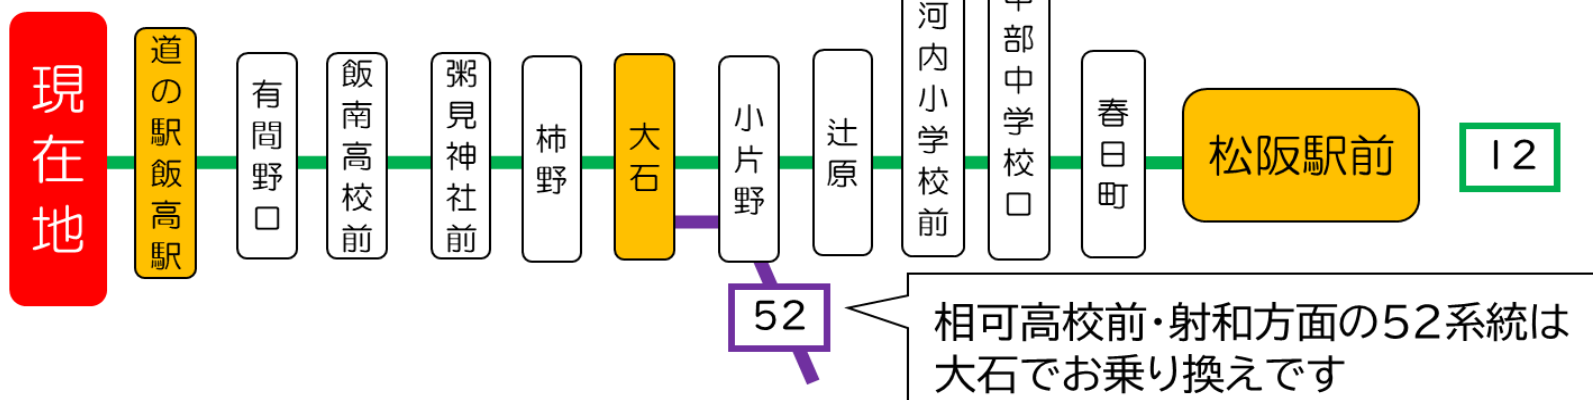 現在地
道の駅飯高駅
有間野口
飯南高校前
粥見神社前
柿野
大石
小片野
辻原
河内小学校前
中部中学校口
春日町
松阪駅前
12
52
相可高校前・射和方面の52系統は
大石でお乗り換えです